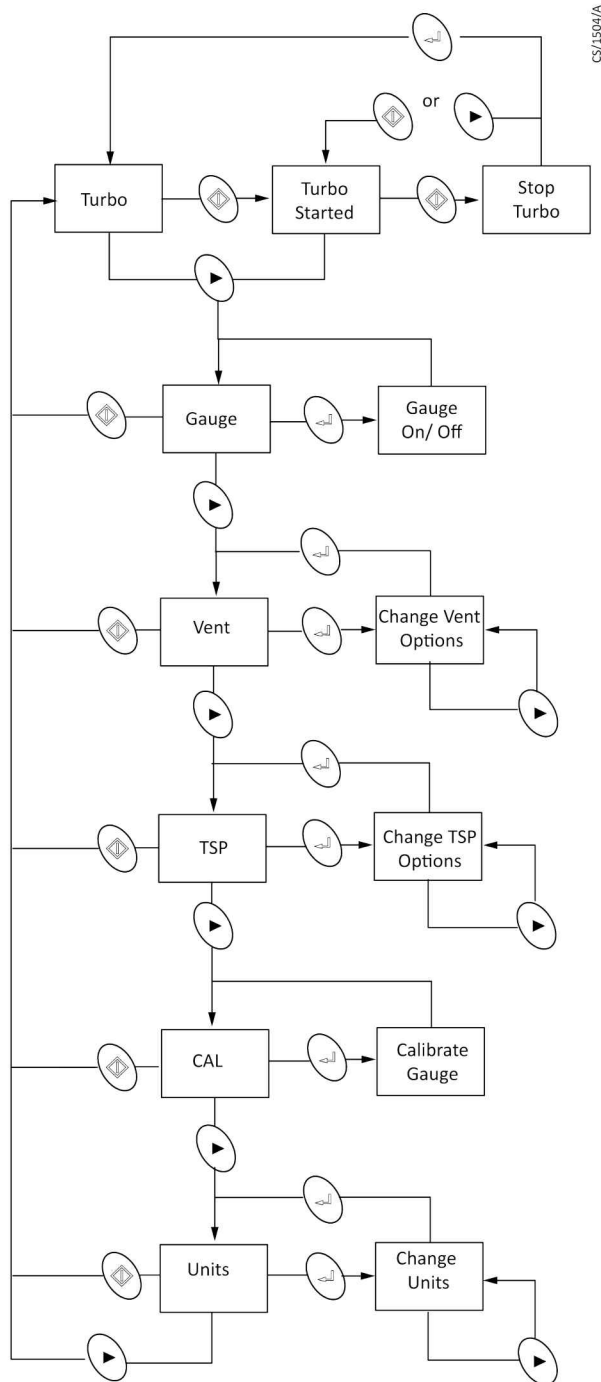 CS/1504/A
or
Turbo
Turbo
Started
Stop
Turbo
Gauge
Gauge
On/ Off
Vent
Change Vent
Options
TSP
Change TSP
Options
CAL
Calibrate
Gauge
Units
Change
Units